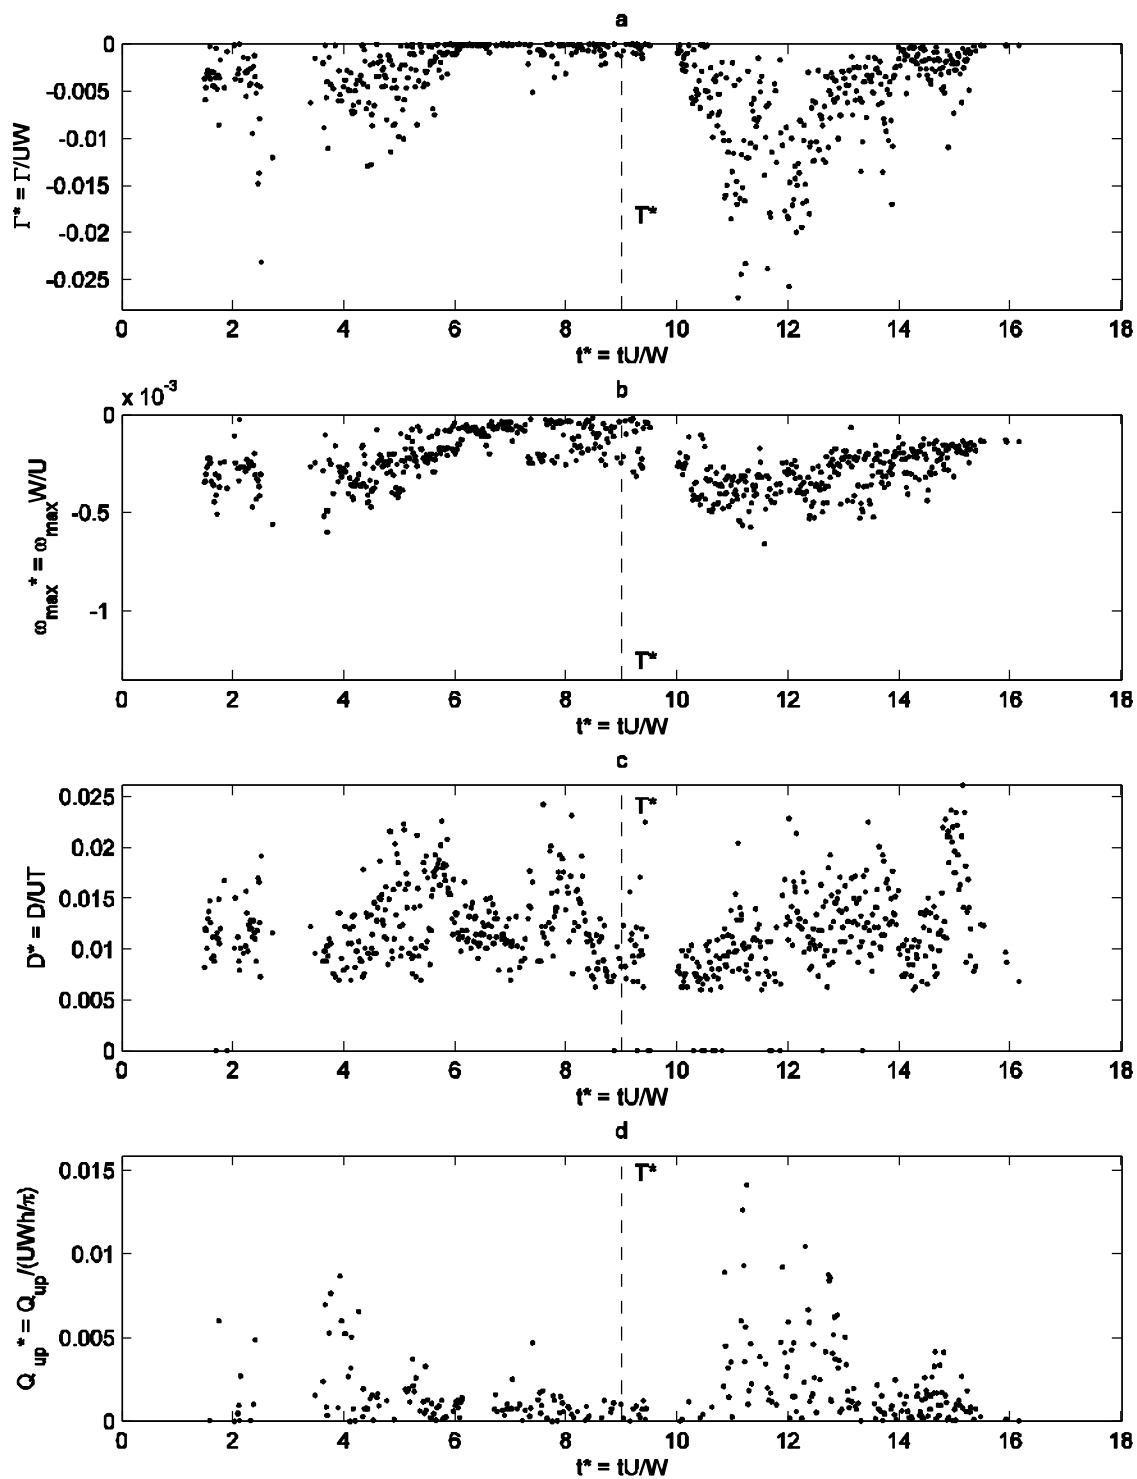 a
0
-0.005
-0.01
-0.015
-0.02
-0.025
Γ* = Γ/UW
T*
0 2 4 6 8 10 12 14 16 18
t* = tU/W
b
x 10^-3
0
-0.5
-1
ω_max* = ω_max W/U
T*
0 2 4 6 8 10 12 14 16 18
t* = tU/W
c
0.025
0.02
0.015
0.01
0.005
0
D* = D/UT
T*
0 2 4 6 8 10 12 14 16 18
t* = tU/W
d
0.015
0.01
0.005
0
Q_up* = Q_up/(UWh/π)
T*
0 2 4 6 8 10 12 14 16 18
t* = tU/W